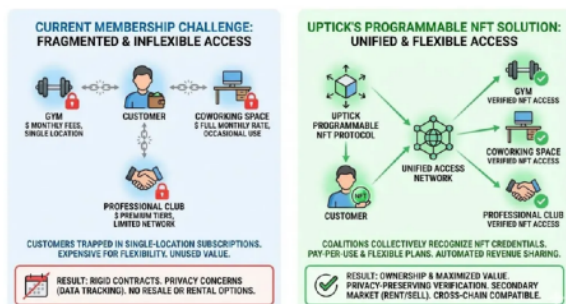 CURRENT MEMBERSHIP CHALLENGE:
FRAGMENTED & INFLEXIBLE ACCESS
GYM
$ MONTHLY FEES,
SINGLE LOCATION
CUSTOMER
COWORKING SPACE
$ FULL MONTHLY RATE,
OCCASIONAL USE
PROFESSIONAL CLUB
$ PREMIUM TIERS,
LIMITED NETWORK
CUSTOMERS TRAPPED IN SINGLE-LOCATION SUBSCRIPTIONS.
EXPENSIVE FOR FLEXIBILITY. UNUSED VALUE.
RESULT: RIGID CONTRACTS. PRIVACY CONCERNS
(DATA TRACKING). NO RESALE OR RENTAL OPTIONS.
UPTICK'S PROGRAMMABLE NFT SOLUTION:
UNIFIED & FLEXIBLE ACCESS
UPTICK
PROGRAMMABLE
NFT PROTOCOL
NFT
CUSTOMER
UNIFIED ACCESS
NETWORK
GYM
VERIFIED NFT ACCESS
COWORKING SPACE
VERIFIED NFT ACCESS
PROFESSIONAL CLUB
VERIFIED NFT ACCESS
COALITIONS COLLECTIVELY RECOGNIZE NFT CREDENTIALS.
PAY-PER-USE & FLEXIBLE PLANS. AUTOMATED REVENUE SHARING.
RESULT: OWNERSHIP & MAXIMIZED VALUE.
PRIVACY-PRESERVING VERIFICATION. SECONDARY
MARKET (RENT/SELL). CROSS-CHAIN COMPATIBLE.